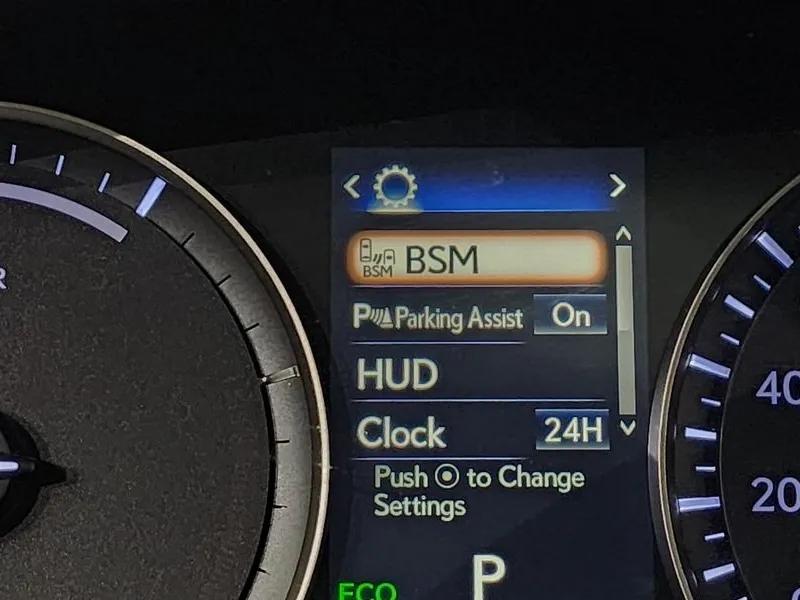 BSM BSM
P Parking Assist On
HUD
Clock 24H
Push to Change
Settings
P
ECO
R
40
20